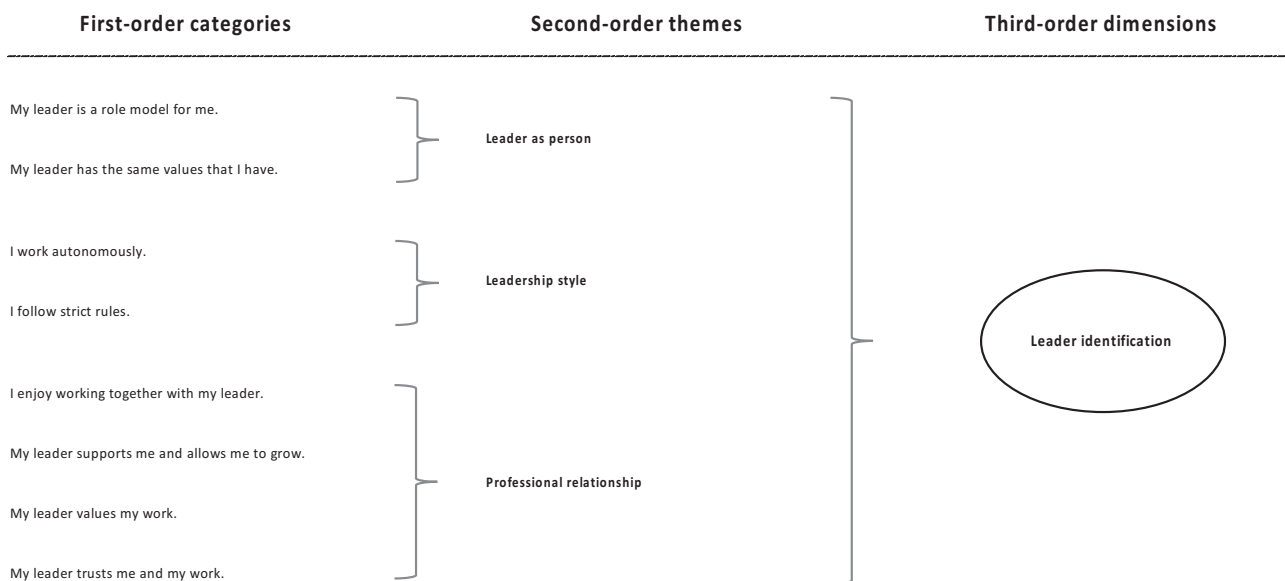 First-order categories
Second-order themes
Third-order dimensions
My leader is a role model for me.
My leader has the same values that I have.
Leader as person
I work autonomously.
I follow strict rules.
Leadership style
I enjoy working together with my leader.
My leader supports me and allows me to grow.
My leader values my work.
My leader trusts me and my work.
Professional relationship
Leader identification